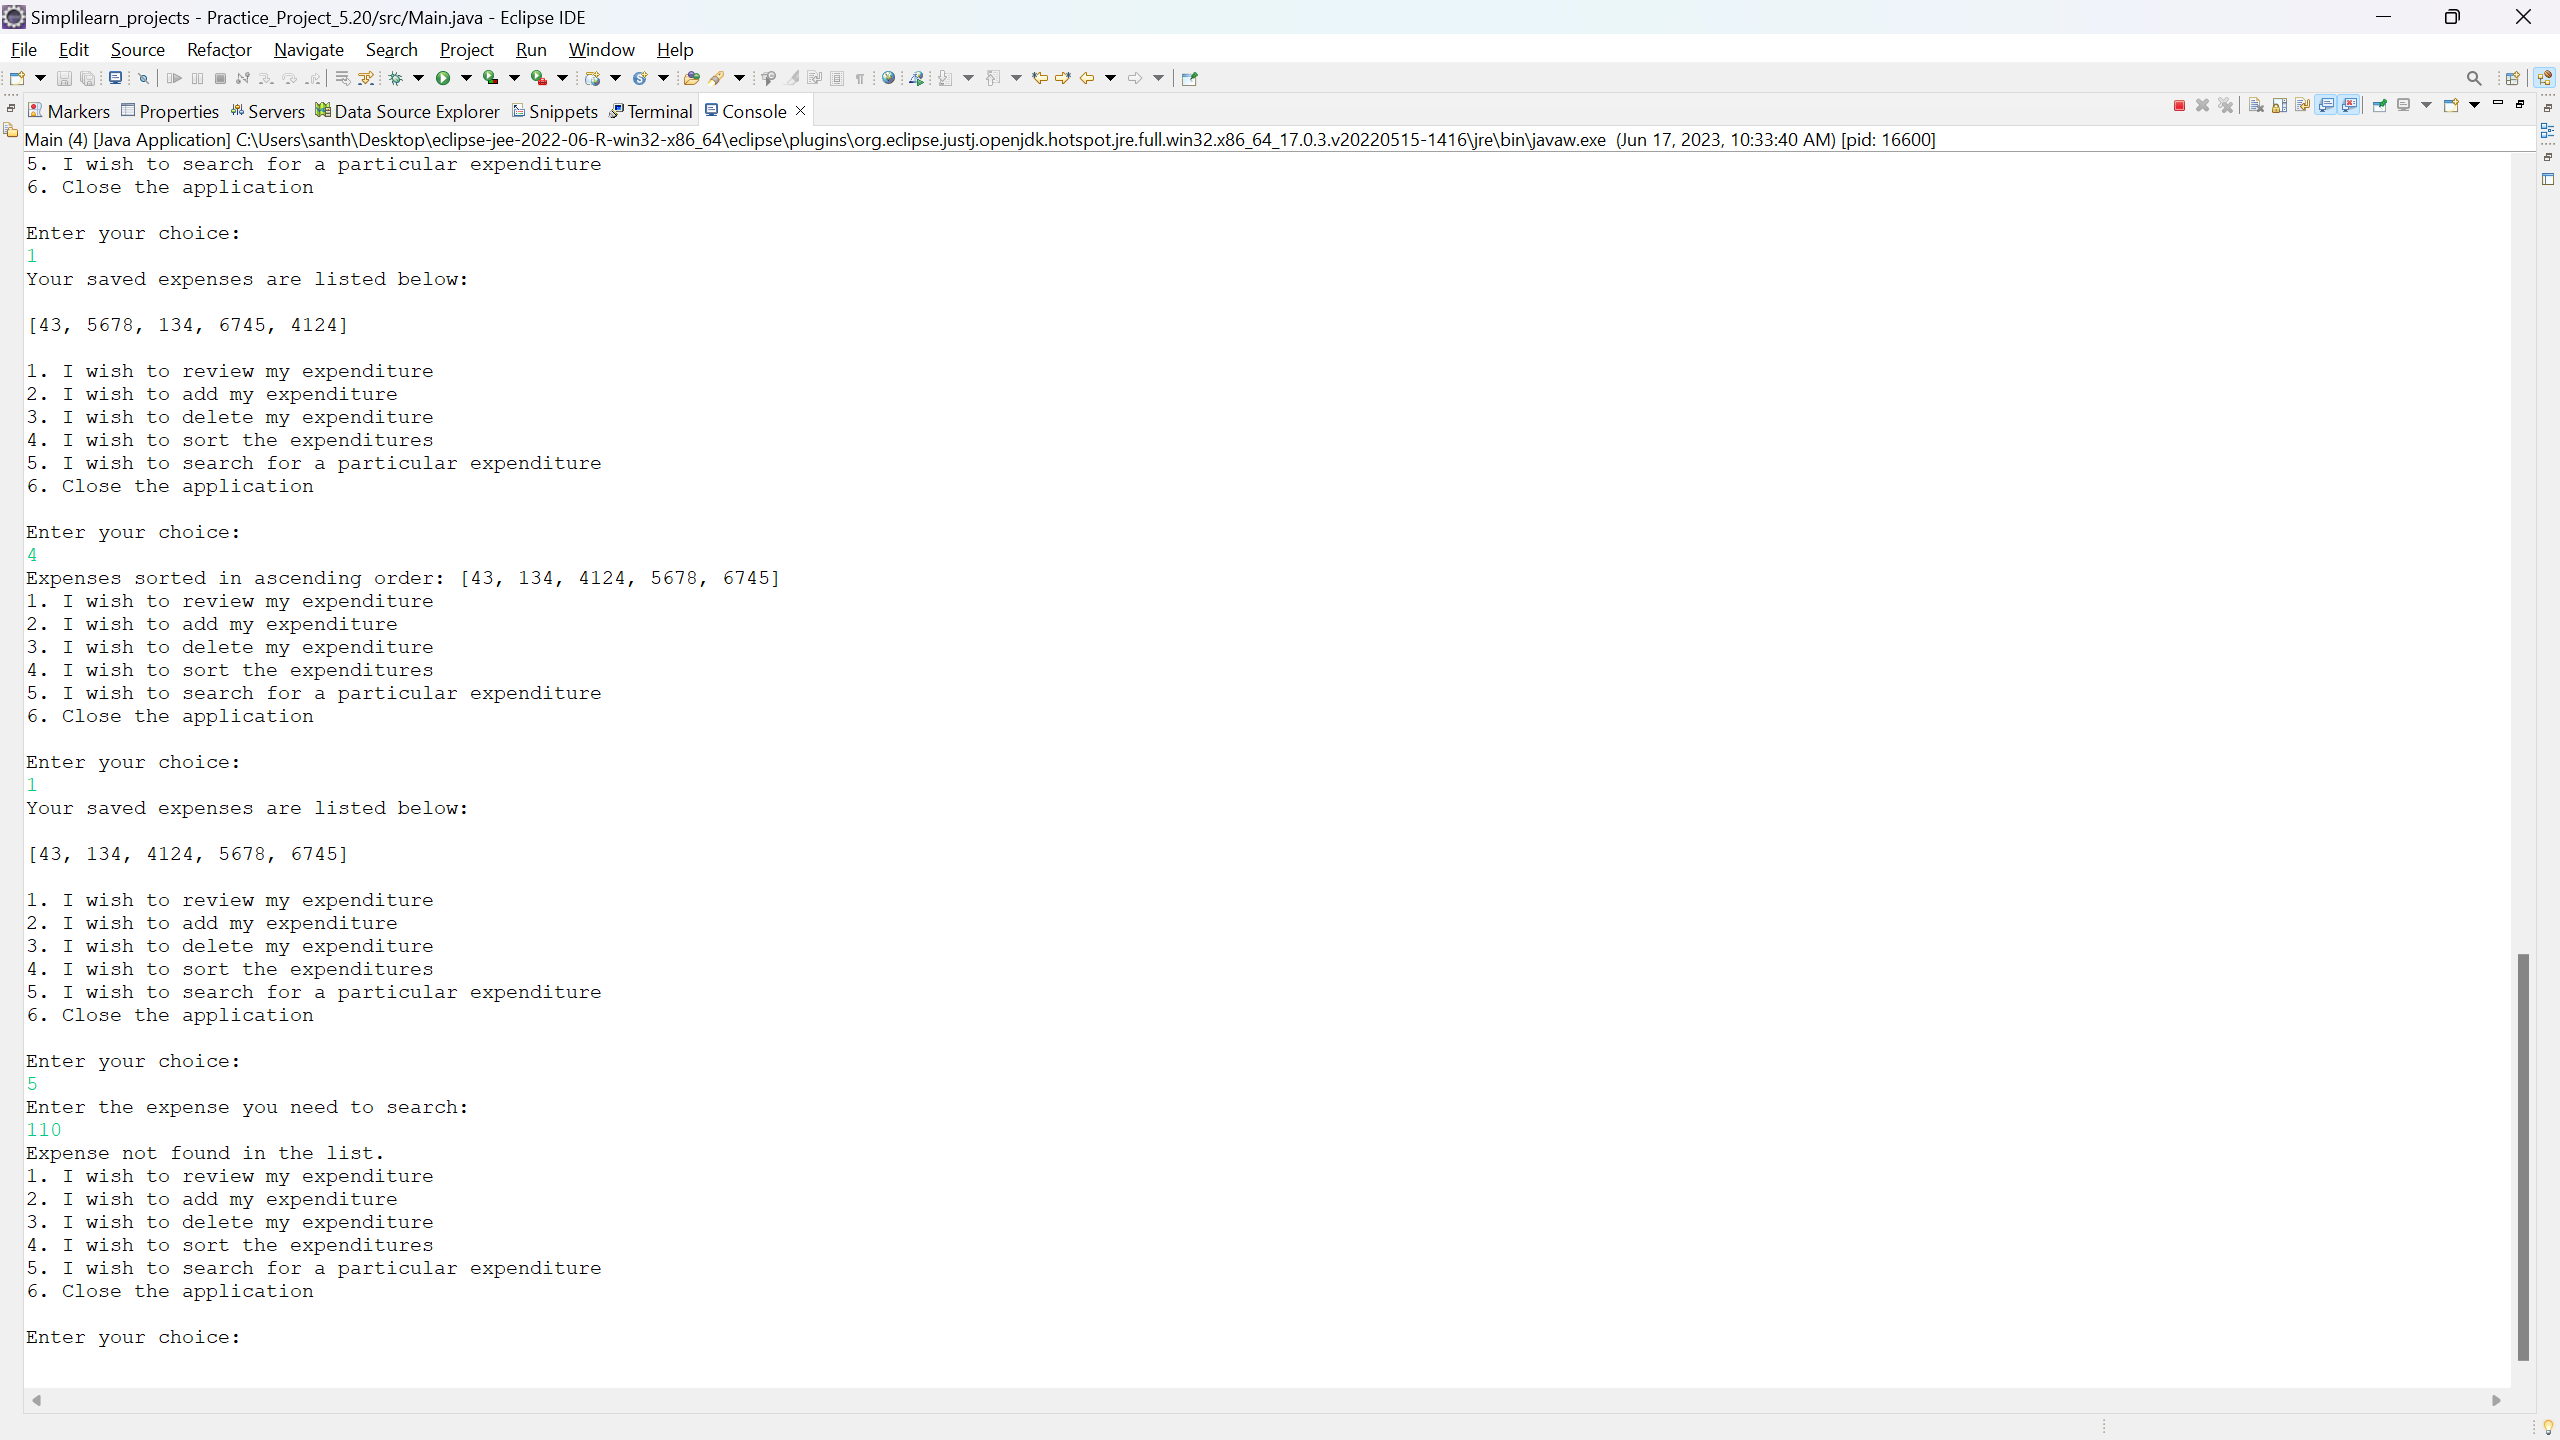 Simplilearn_projects - Practice_Project_5.20/src/Main.java - Eclipse IDE
File Edit Source Refactor Navigate Search Project Run Window Help
Markers Properties Servers Data Source Explorer Snippets Terminal Console
Main (4) [Java Application] C:\Users\santh\Desktop\eclipse-jee-2022-06-R-win32-x86_64\eclipse\plugins\org.eclipse.justj.openjdk.hotspot.jre.full.win32.x86_64_17.0.3.v20220515-1416\jre\bin\javaw.exe (Jun 17, 2023, 10:33:40 AM) [pid: 16600]
5. I wish to search for a particular expenditure
6. Close the application
Enter your choice:
1
Your saved expenses are listed below:
[43, 5678, 134, 6745, 4124]
1. I wish to review my expenditure
2. I wish to add my expenditure
3. I wish to delete my expenditure
4. I wish to sort the expenditures
5. I wish to search for a particular expenditure
6. Close the application
Enter your choice:
4
Expenses sorted in ascending order: [43, 134, 4124, 5678, 6745]
1. I wish to review my expenditure
2. I wish to add my expenditure
3. I wish to delete my expenditure
4. I wish to sort the expenditures
5. I wish to search for a particular expenditure
6. Close the application
Enter your choice:
1
Your saved expenses are listed below:
[43, 134, 4124, 5678, 6745]
1. I wish to review my expenditure
2. I wish to add my expenditure
3. I wish to delete my expenditure
4. I wish to sort the expenditures
5. I wish to search for a particular expenditure
6. Close the application
Enter your choice:
5
Enter the expense you need to search:
110
Expense not found in the list.
1. I wish to review my expenditure
2. I wish to add my expenditure
3. I wish to delete my expenditure
4. I wish to sort the expenditures
5. I wish to search for a particular expenditure
6. Close the application
Enter your choice: